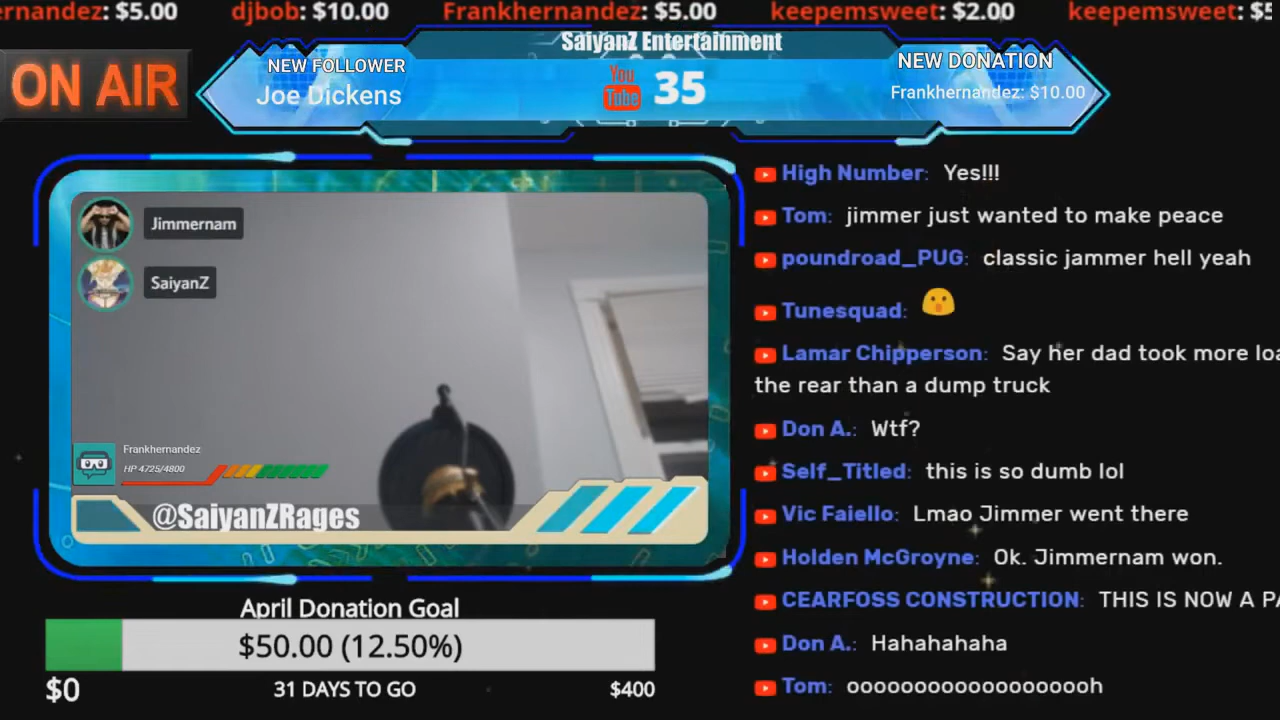 ernandez: $5.00 djbob: $10.00 Frankhernandez: $5.00 keepemsweet: $2.00 keepemsweet: $5
SaiyanZ Entertainment
ON AIR
NEW FOLLOWER
Joe Dickens
You
Tube
35
NEW DONATION
Frankhernandez: $10.00
Jimmernam
SaiyanZ
Frankhernandez
HP 4725/4800
@SaiyanZRages
April Donation Goal
$50.00 (12.50%)
$0
31 DAYS TO GO
$400
High Number: Yes!!!
Tom: jimmer just wanted to make peace
poundroad_PUG: classic jammer hell yeah
Tunesquad: 😮
Lamar Chipperson: Say her dad took more loa
the rear than a dump truck
Don A.: Wtf?
Self_Titled: this is so dumb lol
Vic Faiello: Lmao Jimmer went there
Holden McGroyne: Ok. Jimmernam won.
CEARFOSS CONSTRUCTION: THIS IS NOW A PA
Don A.: Hahahahaha
Tom: oooooooooooooooooooh